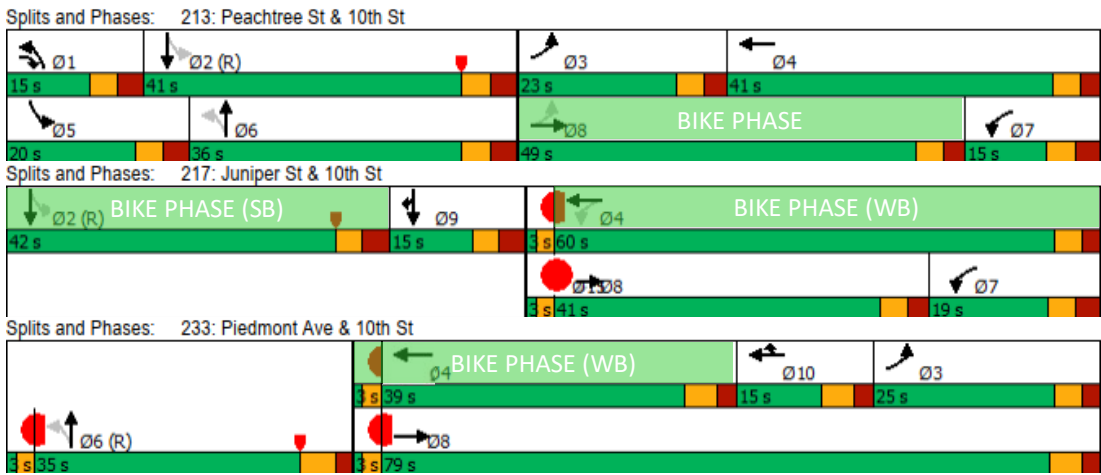 Splits and Phases: 213: Peachtree St & 10th St
Ø1 Ø2 (R) Ø3 Ø4
15 s 41 s 23 s 41 s
Ø5 Ø6 Ø8 BIKE PHASE Ø7
20 s 36 s 49 s 15 s
Splits and Phases: 217: Juniper St & 10th St
Ø2 (R) BIKE PHASE (SB) Ø9 Ø4 BIKE PHASE (WB)
42 s 15 s 3 s 60 s
Ø8 Ø7
3 s 41 s 19 s
Splits and Phases: 233: Piedmont Ave & 10th St
Ø4 BIKE PHASE (WB) Ø10 Ø3
3 s 39 s 15 s 25 s
Ø6 (R) Ø8
3 s 35 s 3 s 79 s